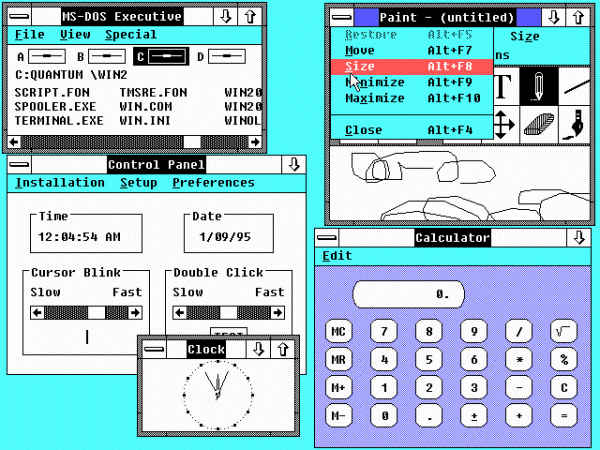 MS-DOS Executive
File View Special
A B C D
C:QUANTUM \WIN2
SCRIPT.FON TMSRE.FON WIN20
SPOOLER.EXE WIN.COM WIN20
TERMINAL.EXE WIN.INI WINOL
Paint - (untitled)
Restore Alt+F5
Size
Move Alt+F7
ns
Size Alt+F8
Minimize Alt+F9
Maximize Alt+F10
Close Alt+F4
T
Control Panel
Installation Setup Preferences
Time
12:04:54 AM
Date
1/09/95
Cursor Blink
Slow Fast
Double Click
Slow Fast
TEST
Clock
Calculator
Edit
0.
MC 7 8 9 / √
MR 4 5 6 * %
M+ 1 2 3 - C
M- 0 . ± + =